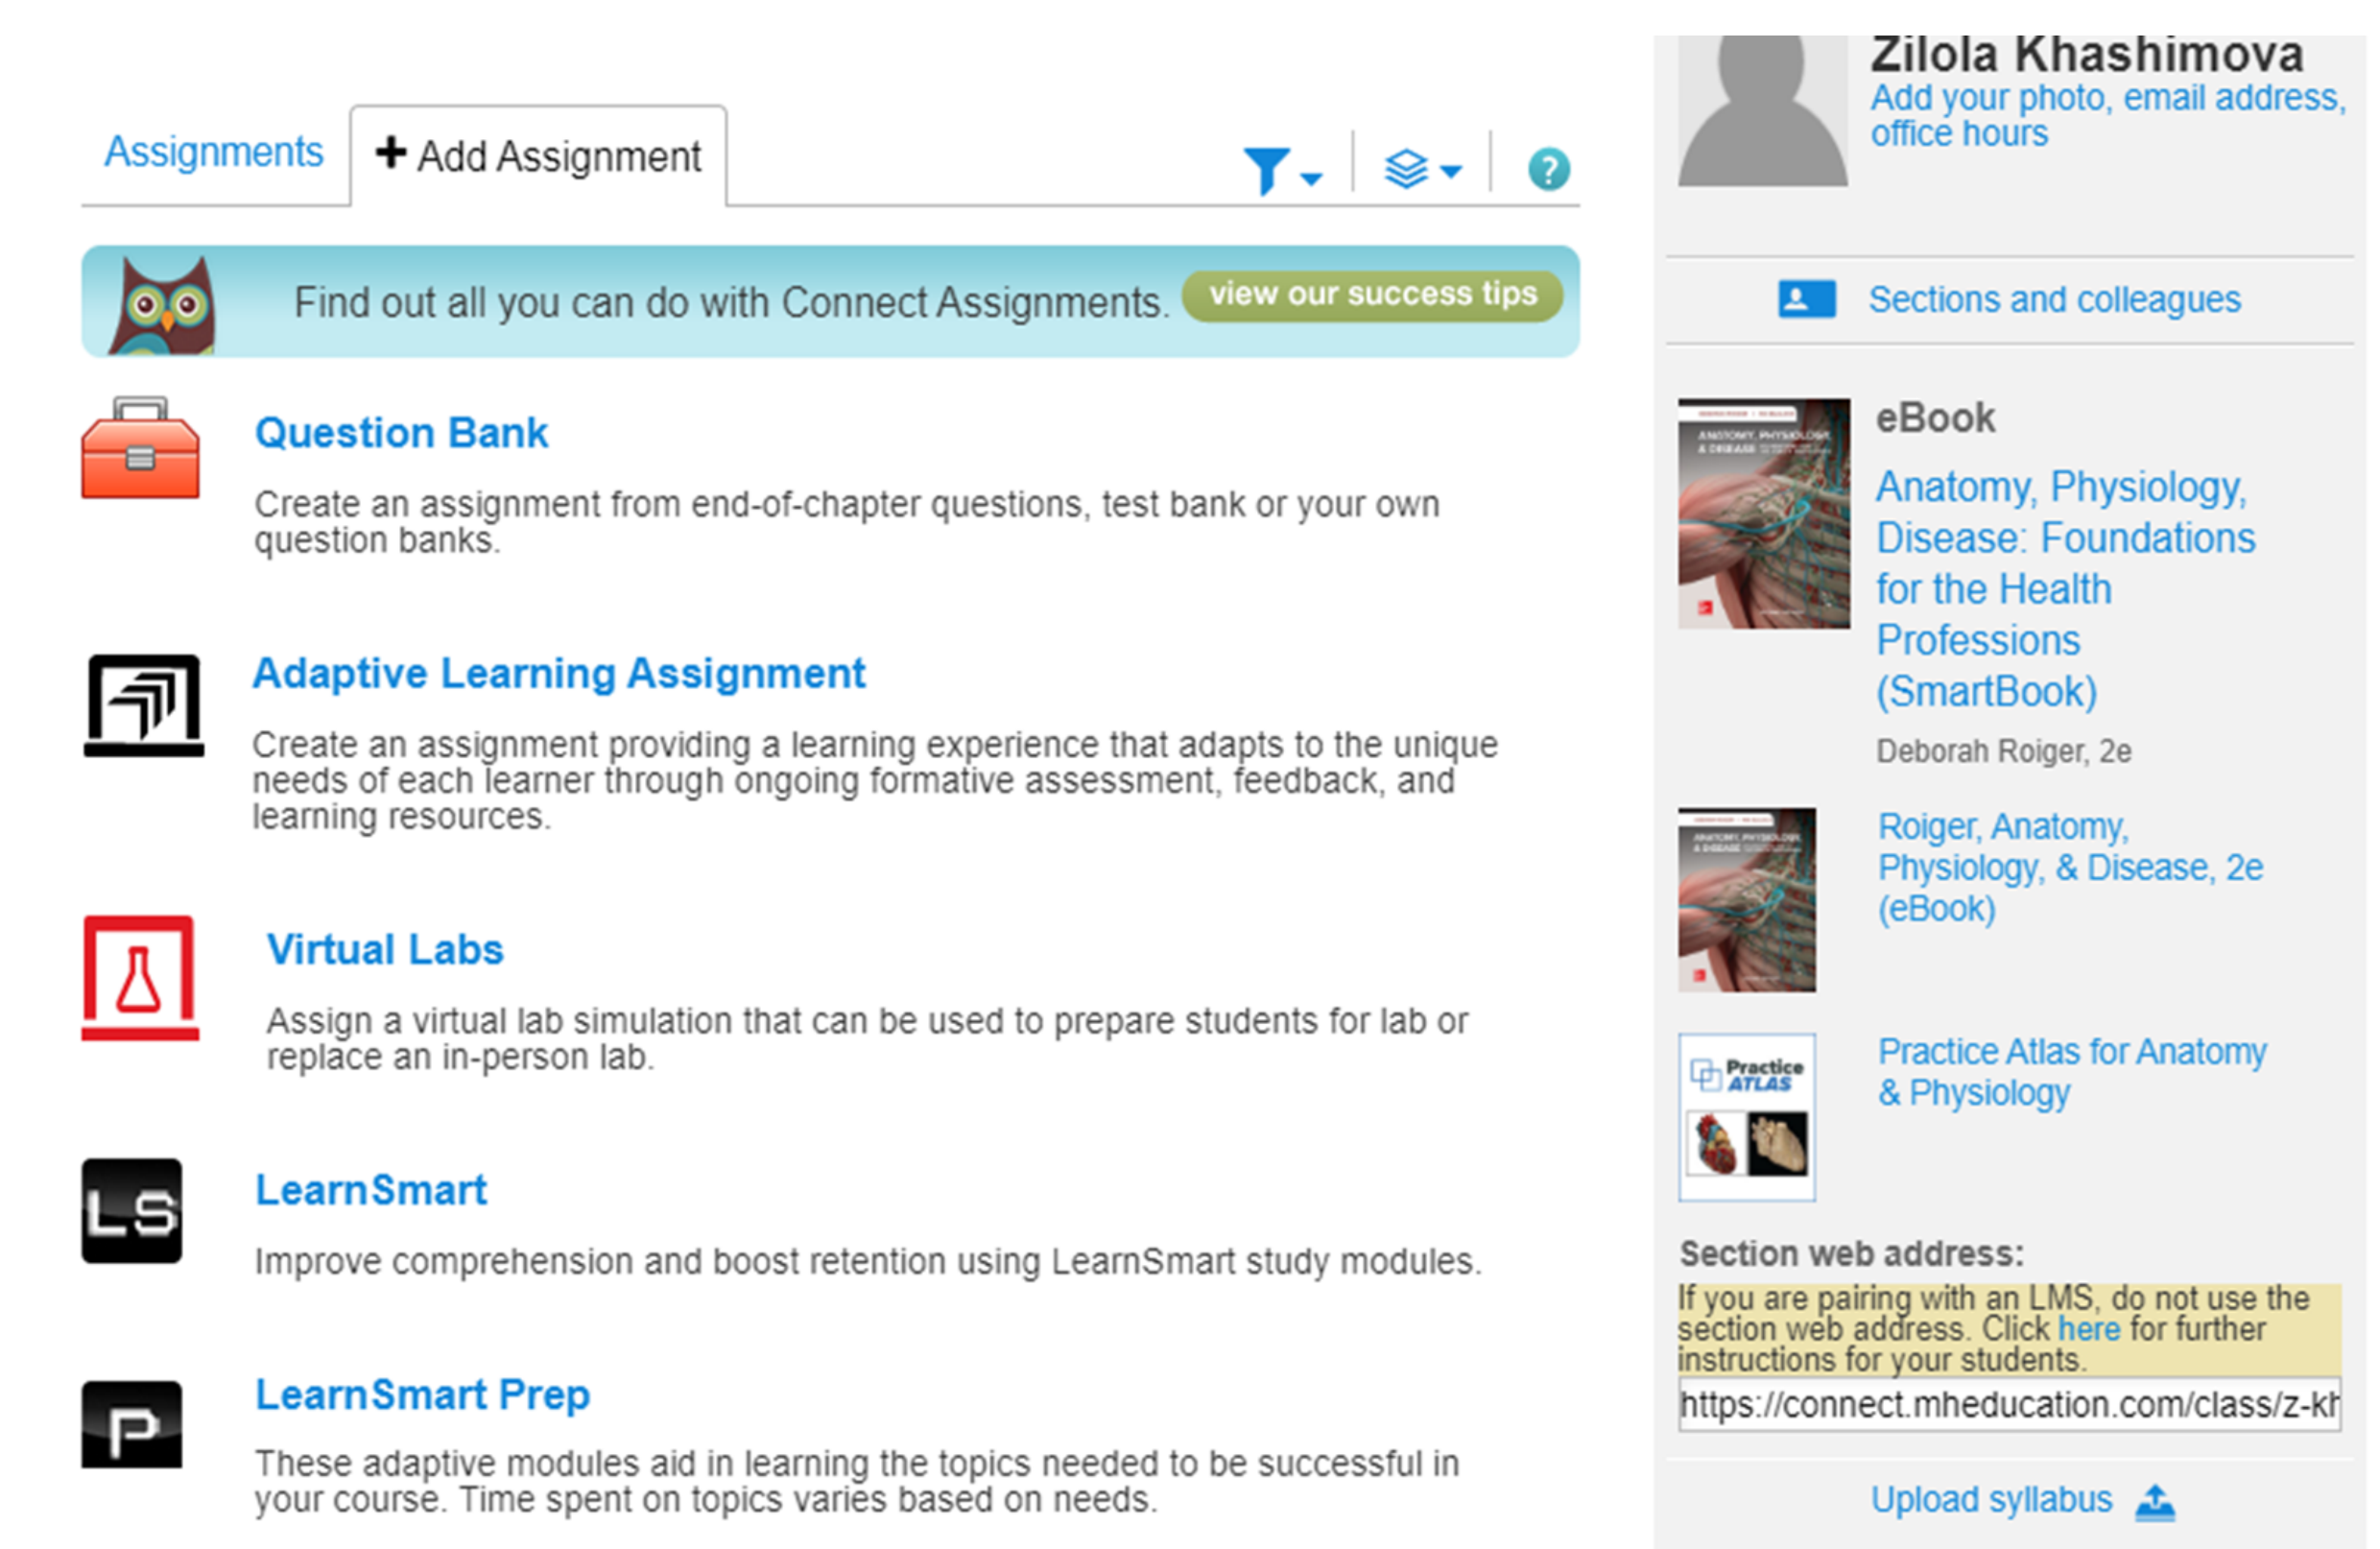 Assignments
+ Add Assignment
?
Find out all you can do with Connect Assignments.
view our success tips
Question Bank
Create an assignment from end-of-chapter questions, test bank or your own
question banks.
Adaptive Learning Assignment
Create an assignment providing a learning experience that adapts to the unique
needs of each learner through ongoing formative assessment, feedback, and
learning resources.
Virtual Labs
Assign a virtual lab simulation that can be used to prepare students for lab or
replace an in-person lab.
LS
LearnSmart
Improve comprehension and boost retention using LearnSmart study modules.
P
LearnSmart Prep
These adaptive modules aid in learning the topics needed to be successful in
your course. Time spent on topics varies based on needs.
Zilola Khashimova
Add your photo, email address,
office hours
Sections and colleagues
ANATOMY, PHYSIOLOGY,
& DISEASE
eBook
Anatomy, Physiology,
Disease: Foundations
for the Health
Professions
(SmartBook)
Deborah Roiger, 2e
ANATOMY, PHYSIOLOGY,
& DISEASE
Roiger, Anatomy,
Physiology, & Disease, 2e
(eBook)
Practice
ATLAS
Practice Atlas for Anatomy
& Physiology
Section web address:
If you are pairing with an LMS, do not use the
section web address. Click here for further
instructions for your students.
https://connect.mheducation.com/class/z-kh
Upload syllabus